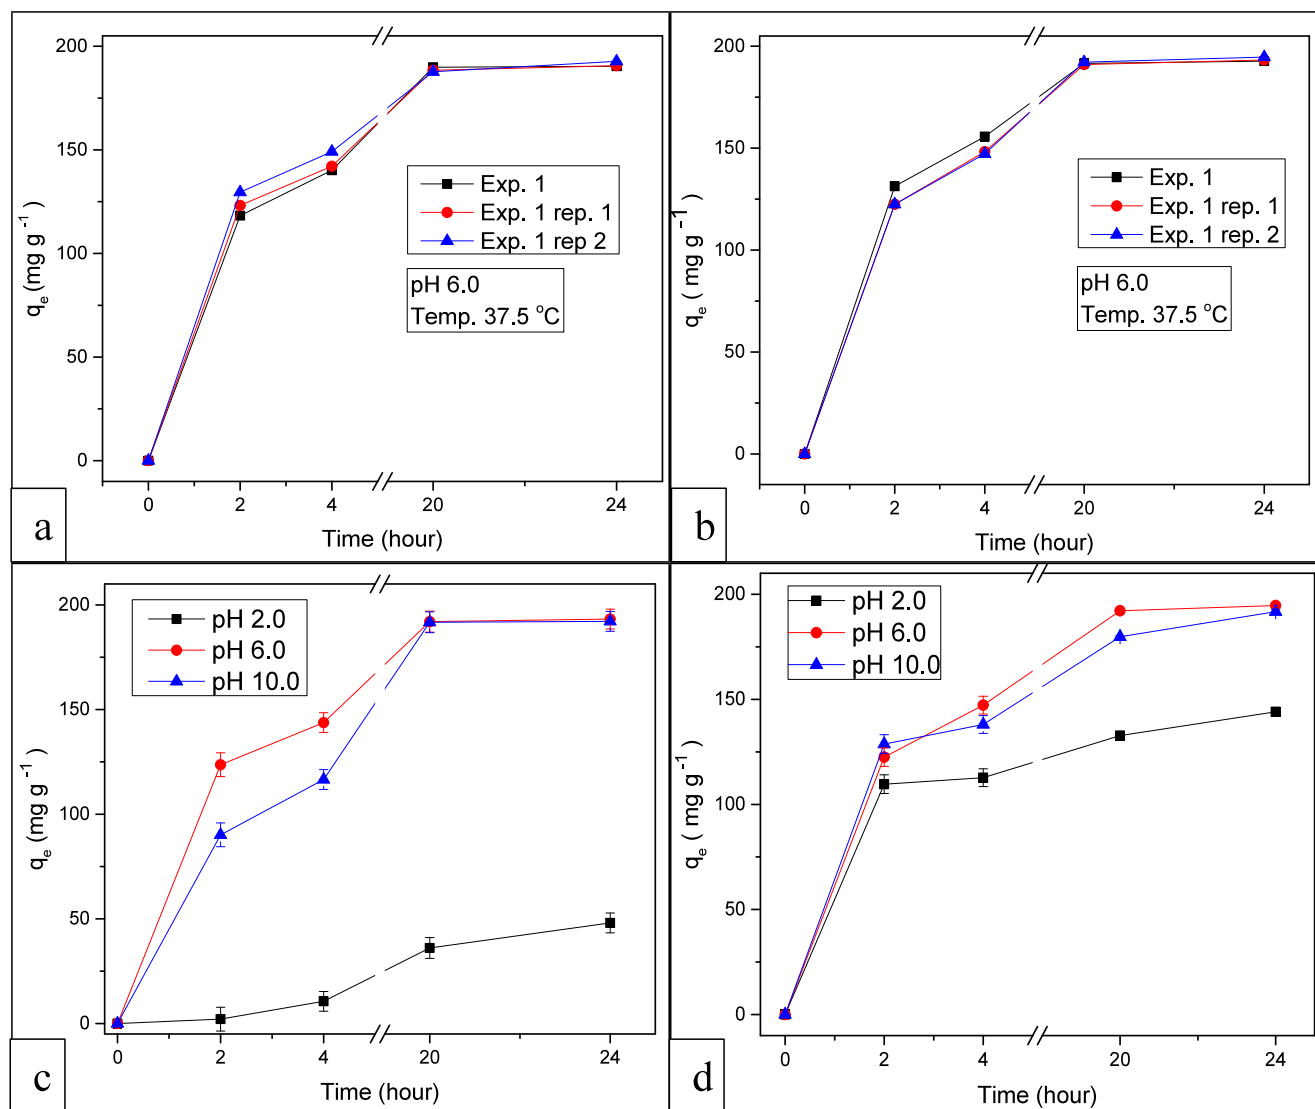 200
150
100
50
0
q_e (mg g ⁻¹)
Exp. 1
Exp. 1 rep. 1
Exp. 1 rep 2
pH 6.0
Temp. 37.5 °C
0 2 4 20 24
Time (hour)
a
200
150
100
50
0
q_e ( mg g ⁻¹)
Exp. 1
Exp. 1 rep. 1
Exp. 1 rep. 2
pH 6.0
Temp. 37.5 °C
0 2 4 20 24
Time (hour)
b
200
150
100
50
0
q_e (mg g ⁻¹)
pH 2.0
pH 6.0
pH 10.0
0 2 4 20 24
Time (hour)
c
200
150
100
50
0
q_e ( mg g ⁻¹)
pH 2.0
pH 6.0
pH 10.0
0 2 4 20 24
Time (hour)
d